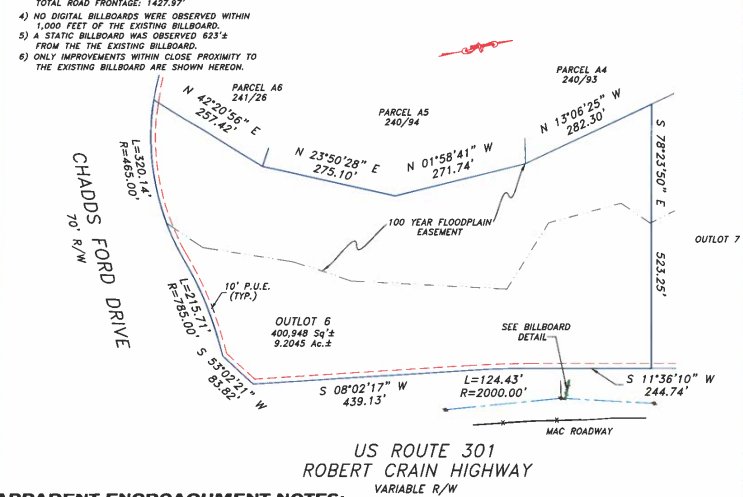 TOTAL ROAD FRONTAGE: 1427.97'
4) NO DIGITAL BILLBOARDS WERE OBSERVED WITHIN
1,000 FEET OF THE EXISTING BILLBOARD.
5) A STATIC BILLBOARD WAS OBSERVED 623'±
FROM THE THE EXISTING BILLBOARD.
6) ONLY IMPROVEMENTS WITHIN CLOSE PROXIMITY TO
THE EXISTING BILLBOARD ARE SHOWN HEREON.
PARCEL A6
241/26
PARCEL A5
240/94
PARCEL A4
240/93
N 42°20'56" E
257.42'
N 23°50'28" E
275.10'
N 01°58'41" W
271.74'
N 13°06'25" W
282.30'
S 78°23'50" E
523.25'
L=320.14'
R=465.00'
CHADDS FORD DRIVE
70' R/W
100 YEAR FLOODPLAIN
EASEMENT
OUTLOT 7
10' P.U.E.
(TYP.)
L=215.71'
R=785.00'
OUTLOT 6
400,948 Sq'±
9.2045 Ac.±
SEE BILLBOARD
DETAIL
S 53°02'21" W
83.82'
S 08°02'17" W
439.13'
L=124.43'
R=2000.00'
S 11°36'10" W
244.74'
MAC ROADWAY
US ROUTE 301
ROBERT CRAIN HIGHWAY
VARIABLE R/W
APPARENT ENCROACHMENT NOTES: